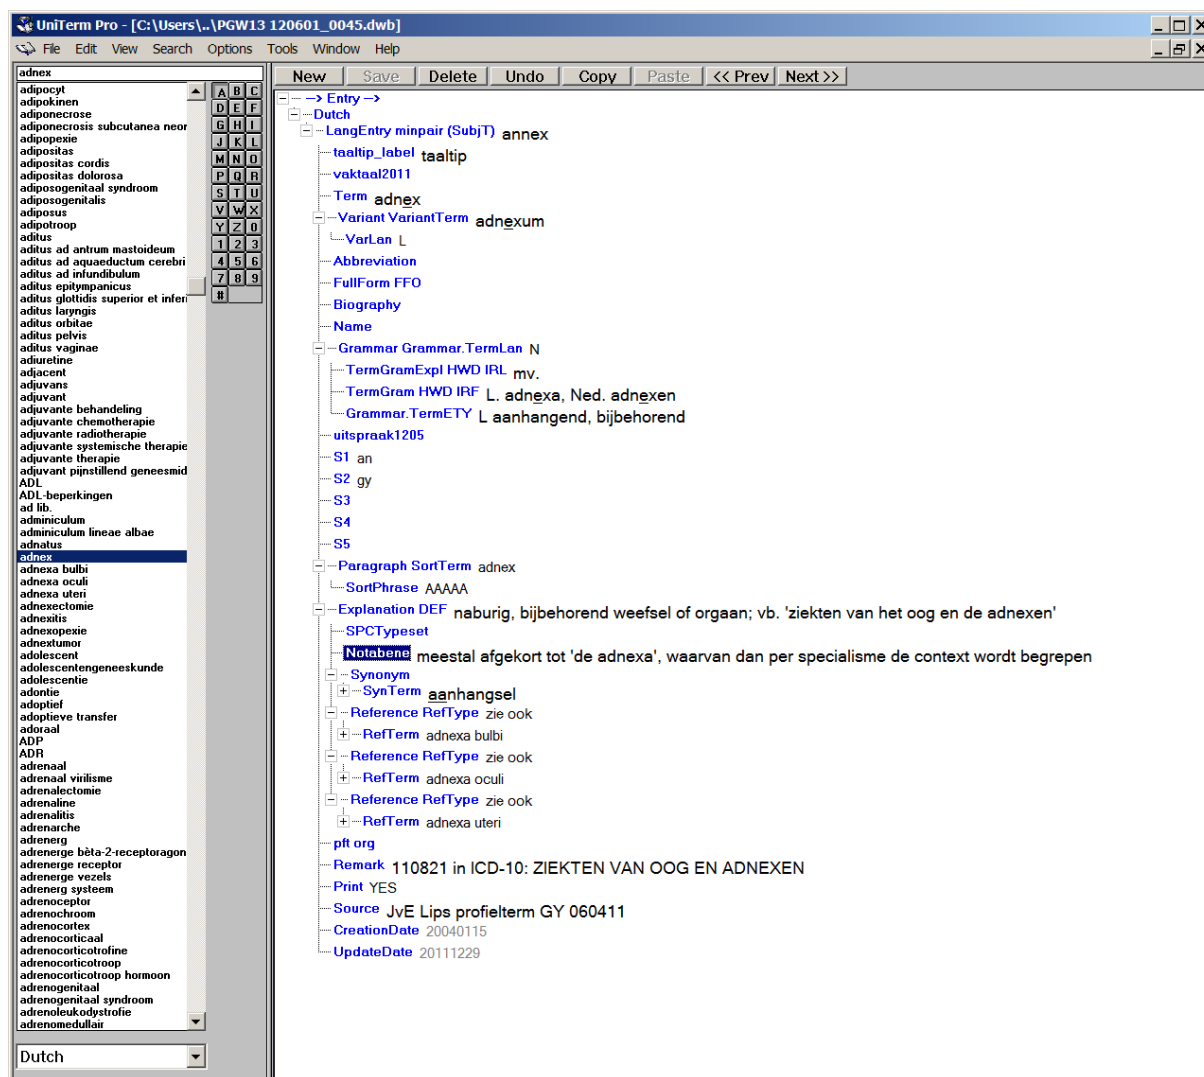 UniTerm Pro - [C:\Users\..\PGW13 120601_0045.dwb]
File Edit View Search Options Tools Window Help
adnex
adipocyt
adipokinen
adiponecrose
adiponecrosis subcutanea neor
adipopexie
adipositas
adipositas cordis
adipositas dolorosa
adiposogenitaal syndroom
adiposogenitalis
adiposus
adipotroop
aditus
aditus ad antrum mastoideum
aditus ad aquaeductum cerebri
aditus ad infundibulum
aditus epitympanicus
aditus glottidis superior et inferi
aditus laryngis
aditus orbitae
aditus pelvis
aditus vaginae
adiuretine
adjacent
adjuvans
adjuvant
adjuvante behandeling
adjuvante chemotherapie
adjuvante radiotherapie
adjuvante systemische therapie
adjuvante therapie
adjuvant pijnstillend geneesmid
ADL
ADL-beperkingen
ad lib.
adminiculum
adminiculum lineae albae
adnatus
adnex
adnexa bulbi
adnexa oculi
adnexa uteri
adnexectomie
adnexitis
adnexopexie
adnextumor
adolescent
adolescentengeneeskunde
adolescentie
adontie
adoptief
adoptieve transfer
adoraal
ADP
ADR
adrenaal
adrenaal virilisme
adrenalectomie
adrenaline
adrenalitis
adrenarche
adrenerg
adrenerge bèta-2-receptoragon
adrenerge receptor
adrenerge vezels
adrenerg systeem
adrenoceptor
adrenochroom
adrenocortex
adrenocorticaal
adrenocorticotrofine
adrenocorticotroop
adrenocorticotroop hormoon
adrenogenitaal
adrenogenitaal syndroom
adrenoleukodystrofie
adrenomedullair
Dutch
A B C
D E F
G H I
J K L
M N O
P Q R
S T U
V W X
Y Z 0
1 2 3
4 5 6
7 8 9
#
New Save Delete Undo Copy Paste << Prev Next >>
--> Entry -->
Dutch
LangEntry minpair (SubjT) annex
taaltip_label taaltip
vaktaal2011
Term adnex
Variant VariantTerm adnexum
VarLan L
Abbreviation
FullForm FFO
Biography
Name
Grammar Grammar.TermLan N
TermGramExpl HWD IRL mv.
TermGram HWD IRF L. adnexa, Ned. adnexen
Grammar.TermETY L aanhangend, bijbehorend
uitspraak1205
S1 an
S2 gy
S3
S4
S5
Paragraph SortTerm adnex
SortPhrase AAAAA
Explanation DEF naburig, bijbehorend weefsel of orgaan; vb. 'ziekten van het oog en de adnexen'
SPCTypeset
Notabene meestal afgekort tot 'de adnexa', waarvan dan per specialisme de context wordt begrepen
Synonym
SynTerm aanhangsel
Reference RefType zie ook
RefTerm adnexa bulbi
Reference RefType zie ook
RefTerm adnexa oculi
Reference RefType zie ook
RefTerm adnexa uteri
pft org
Remark 110821 in ICD-10: ZIEKTEN VAN OOG EN ADNEXEN
Print YES
Source JvE Lips profielterm GY 060411
CreationDate 20040115
UpdateDate 20111229